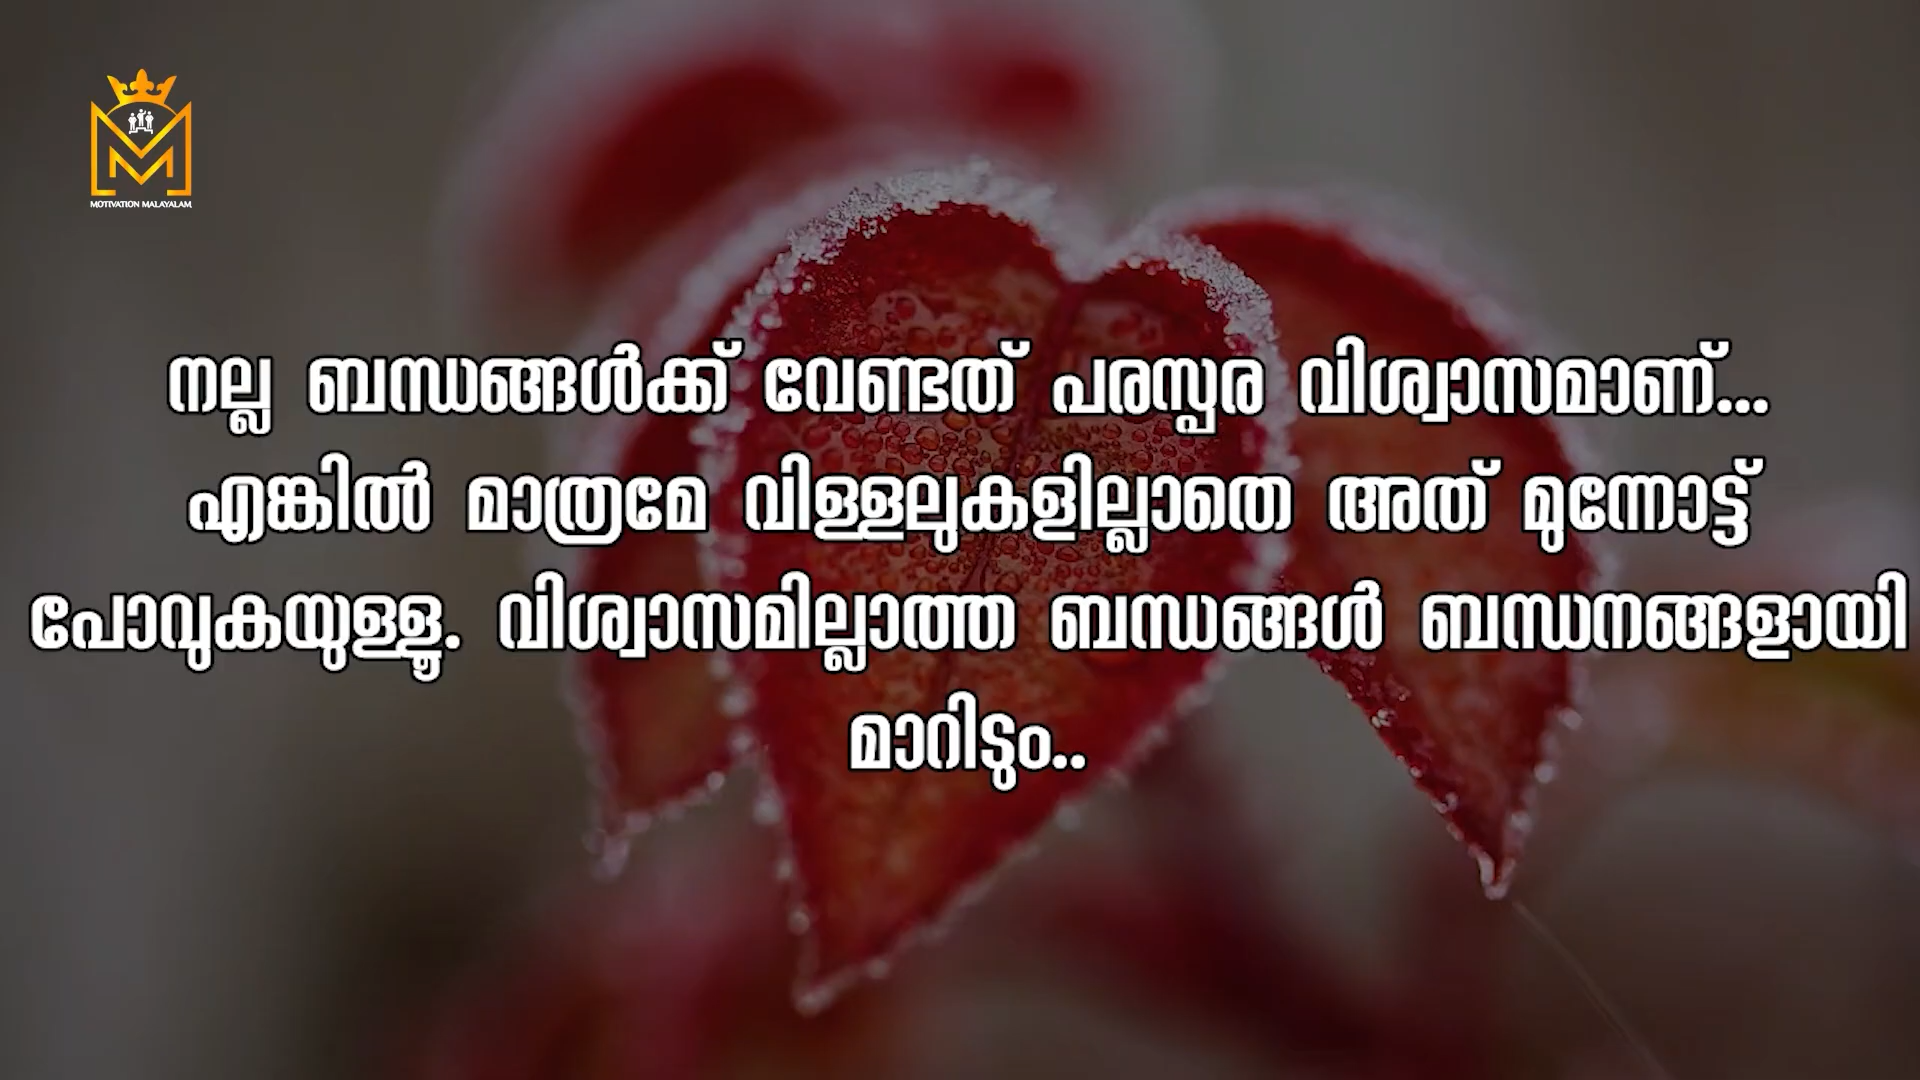 MOTIVATION MALAYALAM
നല്ല ബന്ധങ്ങൾക്ക് വേണ്ടത് പരസ്പര വിശ്വാസമാണ്...
എങ്കിൽ മാത്രമേ വിള്ളലുകളില്ലാതെ അത് മുന്നോട്ട്
പോവുകയുള്ളൂ. വിശ്വാസമില്ലാത്ത ബന്ധങ്ങൾ ബന്ധനങ്ങളായി
മാറിടും..